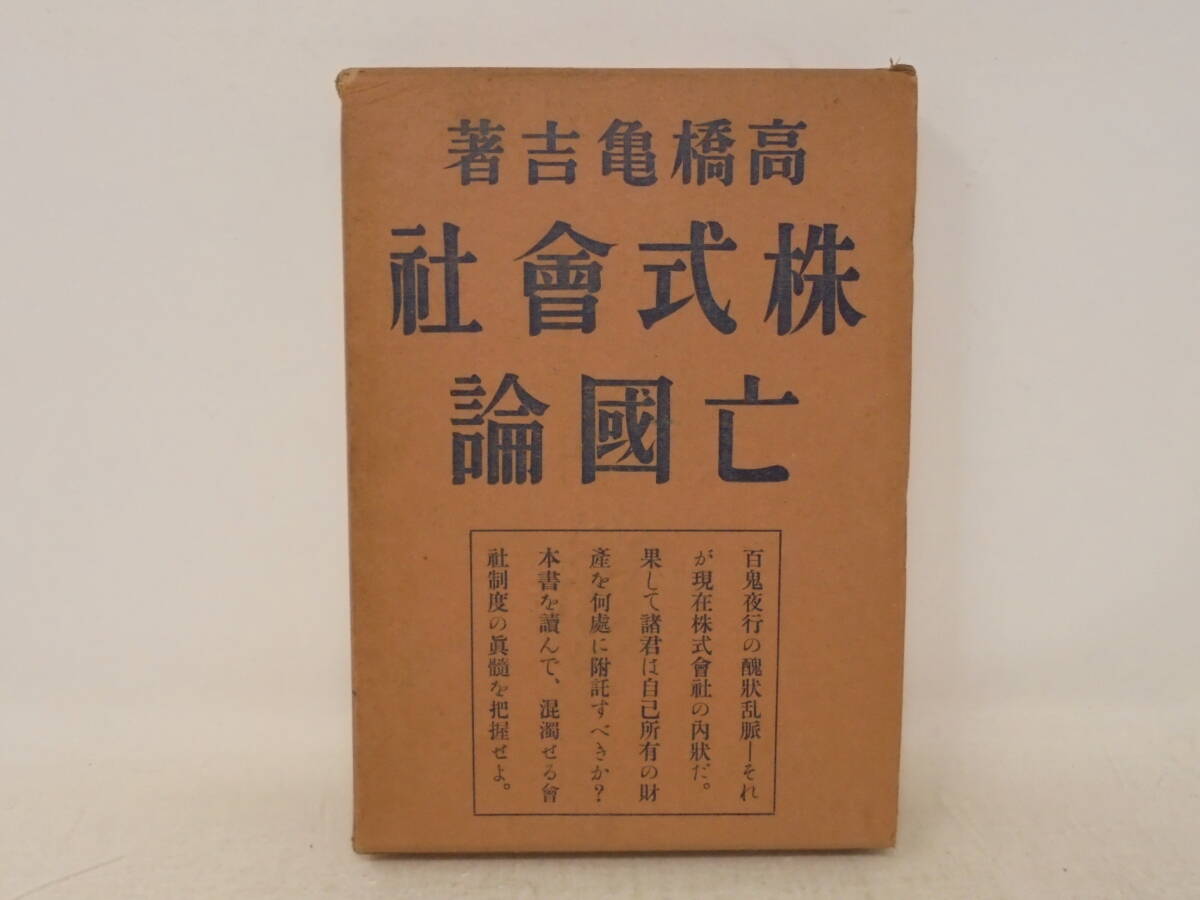 高橋亀吉著
株式會社
亡國論
百鬼夜行の醜狀乱脈―それ
が現在株式會社の内狀だ。
果して諸君は自己所有の財
産を何處に附託すべきか？
本書を讀んで、混濁せる會
社制度の眞髓を把握せよ。